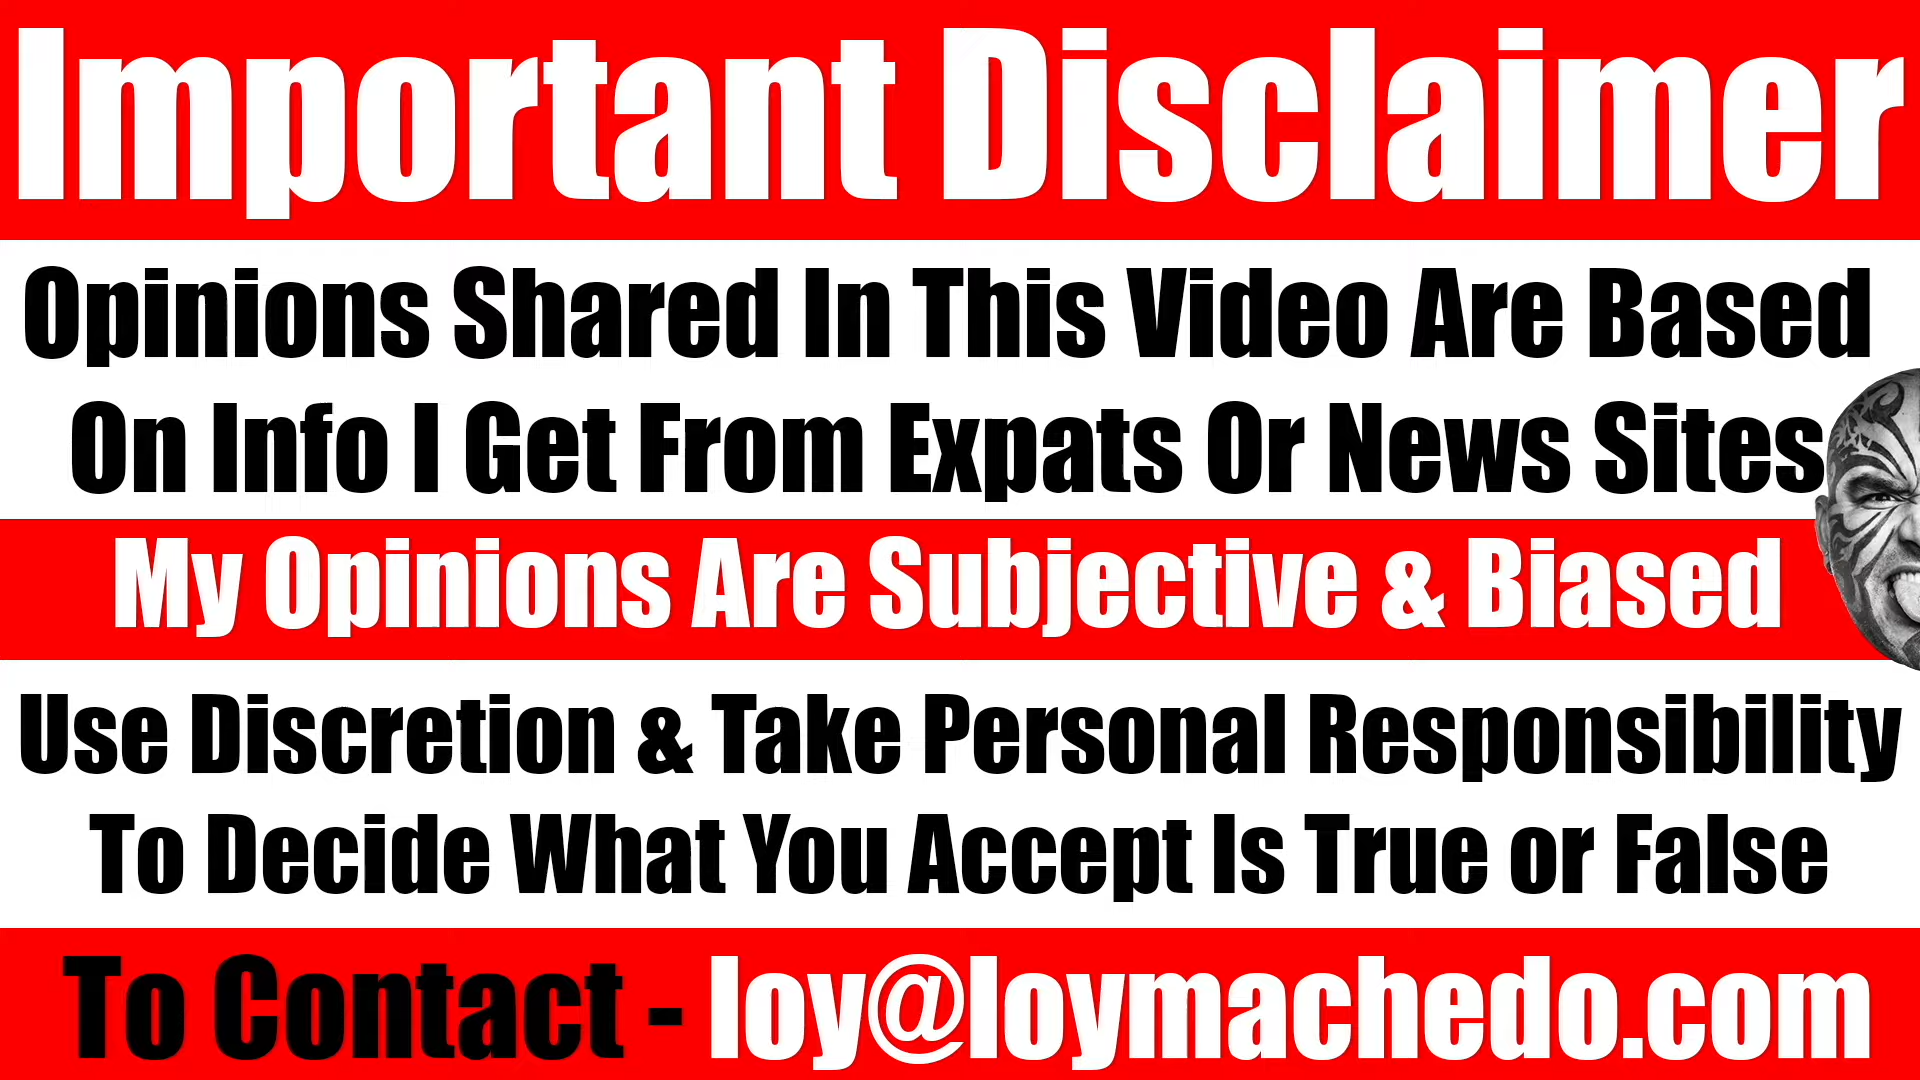 Important Disclaimer
Opinions Shared In This Video Are Based
On Info I Get From Expats Or News Sites
My Opinions Are Subjective & Biased
Use Discretion & Take Personal Responsibility
To Decide What You Accept Is True or False
To Contact - loy@loymachedo.com